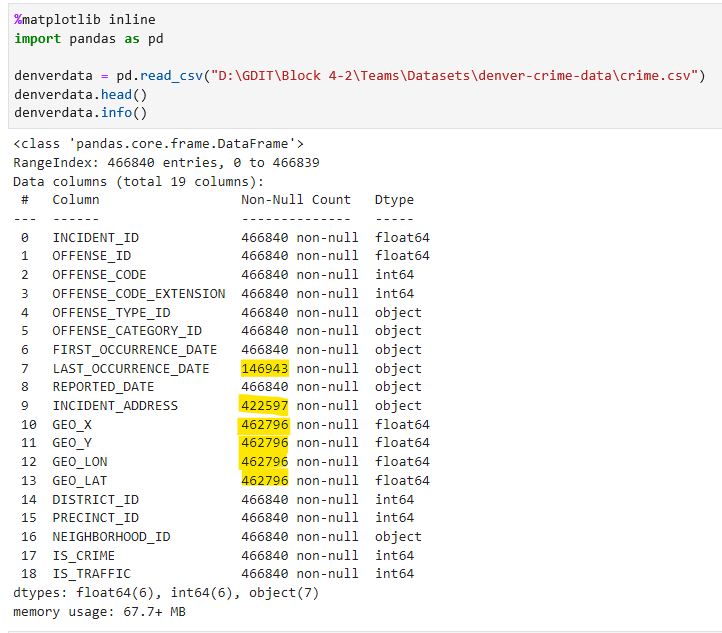 %matplotlib inline
import pandas as pd
denverdata = pd.read_csv("D:\GDIT\Block 4-2\Teams\Datasets\denver-crime-data\crime.csv")
denverdata.head()
denverdata.info()
<class 'pandas.core.frame.DataFrame'>
RangeIndex: 466840 entries, 0 to 466839
Data columns (total 19 columns):
 #   Column                  Non-Null Count   Dtype
---  ------                  --------------   -----
 0   INCIDENT_ID             466840 non-null  float64
 1   OFFENSE_ID              466840 non-null  float64
 2   OFFENSE_CODE            466840 non-null  int64
 3   OFFENSE_CODE_EXTENSION  466840 non-null  int64
 4   OFFENSE_TYPE_ID         466840 non-null  object
 5   OFFENSE_CATEGORY_ID     466840 non-null  object
 6   FIRST_OCCURRENCE_DATE   466840 non-null  object
 7   LAST_OCCURRENCE_DATE    146943 non-null  object
 8   REPORTED_DATE           466840 non-null  object
 9   INCIDENT_ADDRESS        422597 non-null  object
 10  GEO_X                   462796 non-null  float64
 11  GEO_Y                   462796 non-null  float64
 12  GEO_LON                 462796 non-null  float64
 13  GEO_LAT                 462796 non-null  float64
 14  DISTRICT_ID             466840 non-null  int64
 15  PRECINCT_ID             466840 non-null  int64
 16  NEIGHBORHOOD_ID         466840 non-null  object
 17  IS_CRIME                466840 non-null  int64
 18  IS_TRAFFIC              466840 non-null  int64
dtypes: float64(6), int64(6), object(7)
memory usage: 67.7+ MB